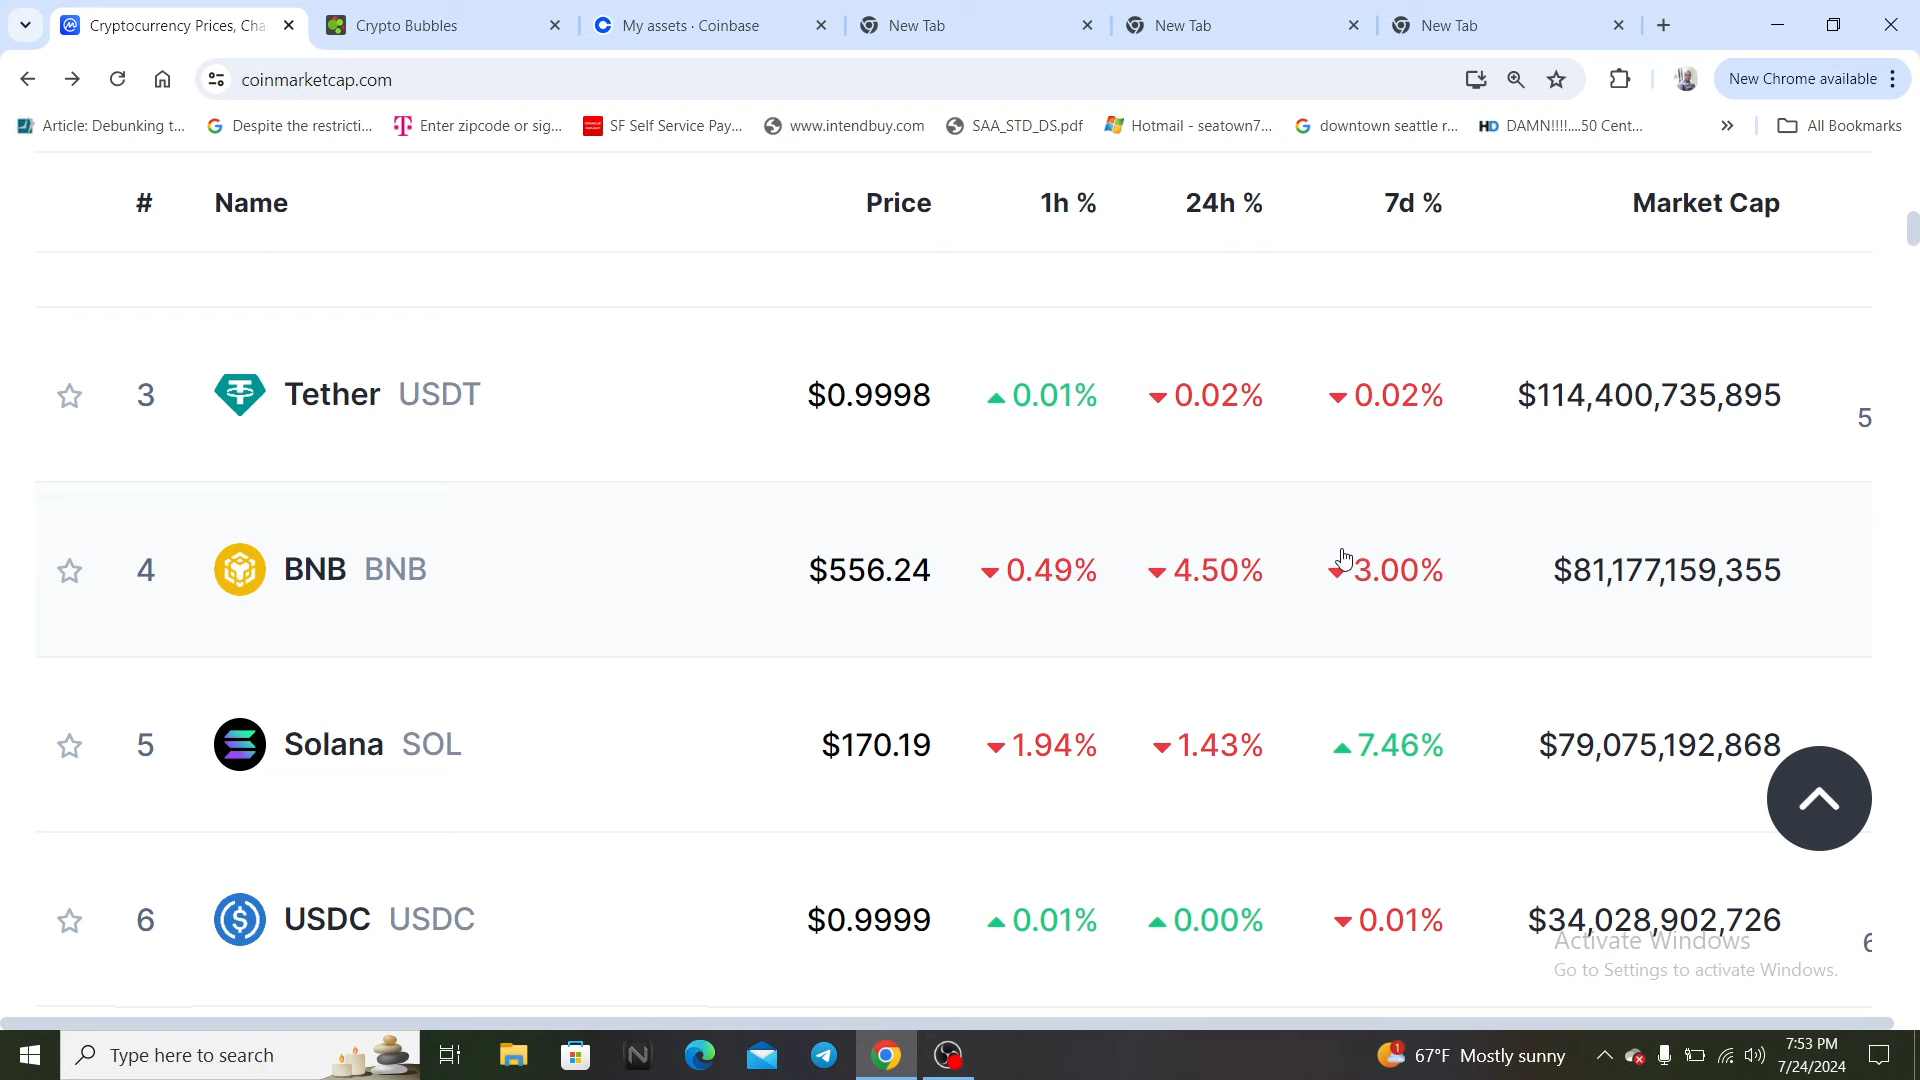 Cryptocurrency Prices, Cha
Crypto Bubbles
My assets · Coinbase
New Tab
New Tab
New Tab
coinmarketcap.com
New Chrome available
Article: Debunking t...
Despite the restricti...
Enter zipcode or sig...
SF Self Service Pay...
www.intendbuy.com
SAA_STD_DS.pdf
Hotmail - seatown7...
downtown seattle r...
HD DAMN!!!!....50 Cent...
All Bookmarks
# Name Price 1h % 24h % 7d % Market Cap
3 Tether USDT $0.9998 0.01% 0.02% 0.02% $114,400,735,895
5
4 BNB BNB $556.24 0.49% 4.50% 3.00% $81,177,159,355
5 Solana SOL $170.19 1.94% 1.43% 7.46% $79,075,192,868
6 USDC USDC $0.9999 0.01% 0.00% 0.01% $34,028,902,726
6
Activate Windows
Go to Settings to activate Windows.
Type here to search
N
1
67°F Mostly sunny
7:53 PM
7/24/2024